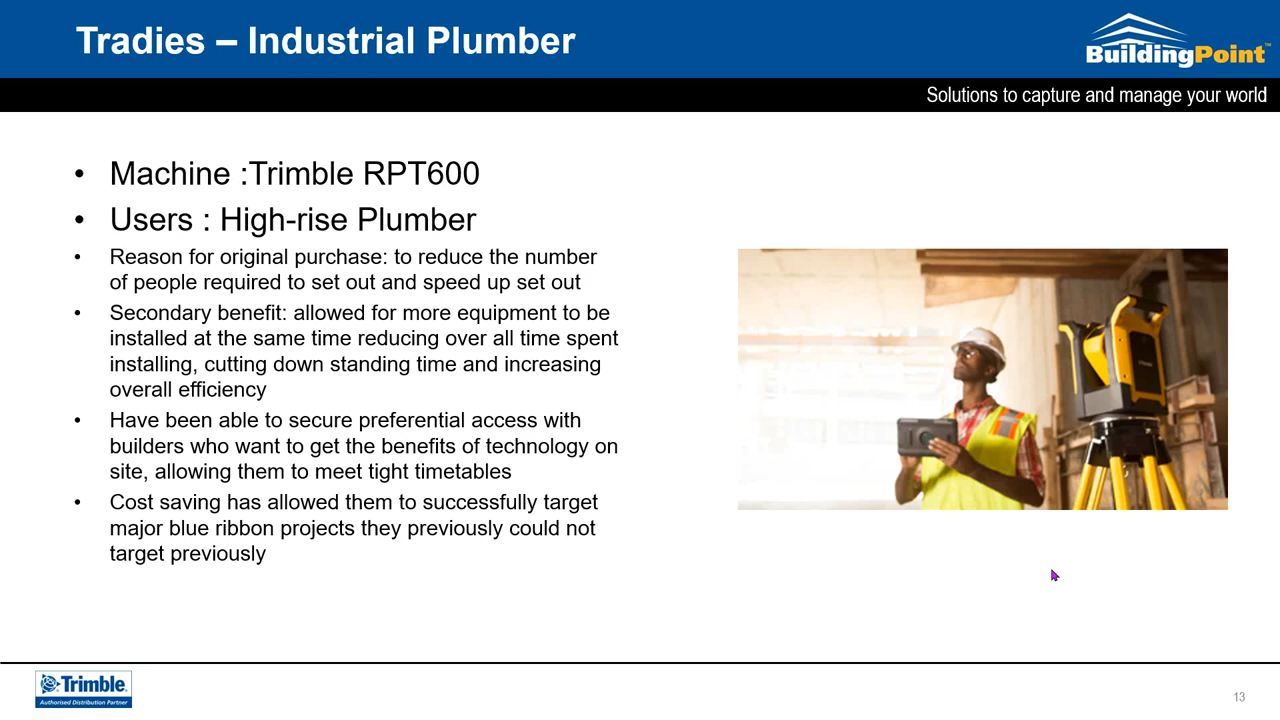 Tradies – Industrial Plumber
BuildingPoint™
Solutions to capture and manage your world
• Machine :Trimble RPT600
• Users : High-rise Plumber
• Reason for original purchase: to reduce the number
of people required to set out and speed up set out
• Secondary benefit: allowed for more equipment to be
installed at the same time reducing over all time spent
installing, cutting down standing time and increasing
overall efficiency
• Have been able to secure preferential access with
builders who want to get the benefits of technology on
site, allowing them to meet tight timetables
• Cost saving has allowed them to successfully target
major blue ribbon projects they previously could not
target previously
Trimble.
Authorised Distribution Partner
13